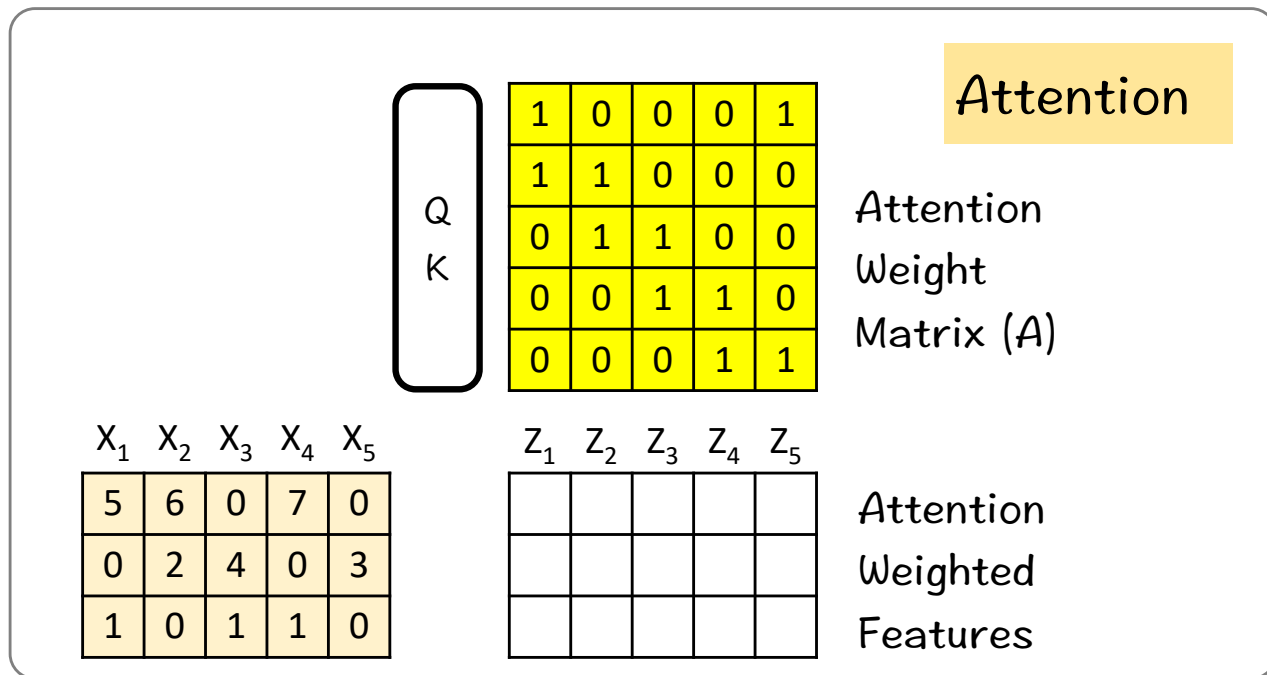 Attention
1 0 0 0 1
1 1 0 0 0
0 1 1 0 0
0 0 1 1 0
0 0 0 1 1
Q
K
Attention
Weight
Matrix (A)
X₁ X₂ X₃ X₄ X₅
5 6 0 7 0
0 2 4 0 3
1 0 1 1 0
Z₁ Z₂ Z₃ Z₄ Z₅
Attention
Weighted
Features